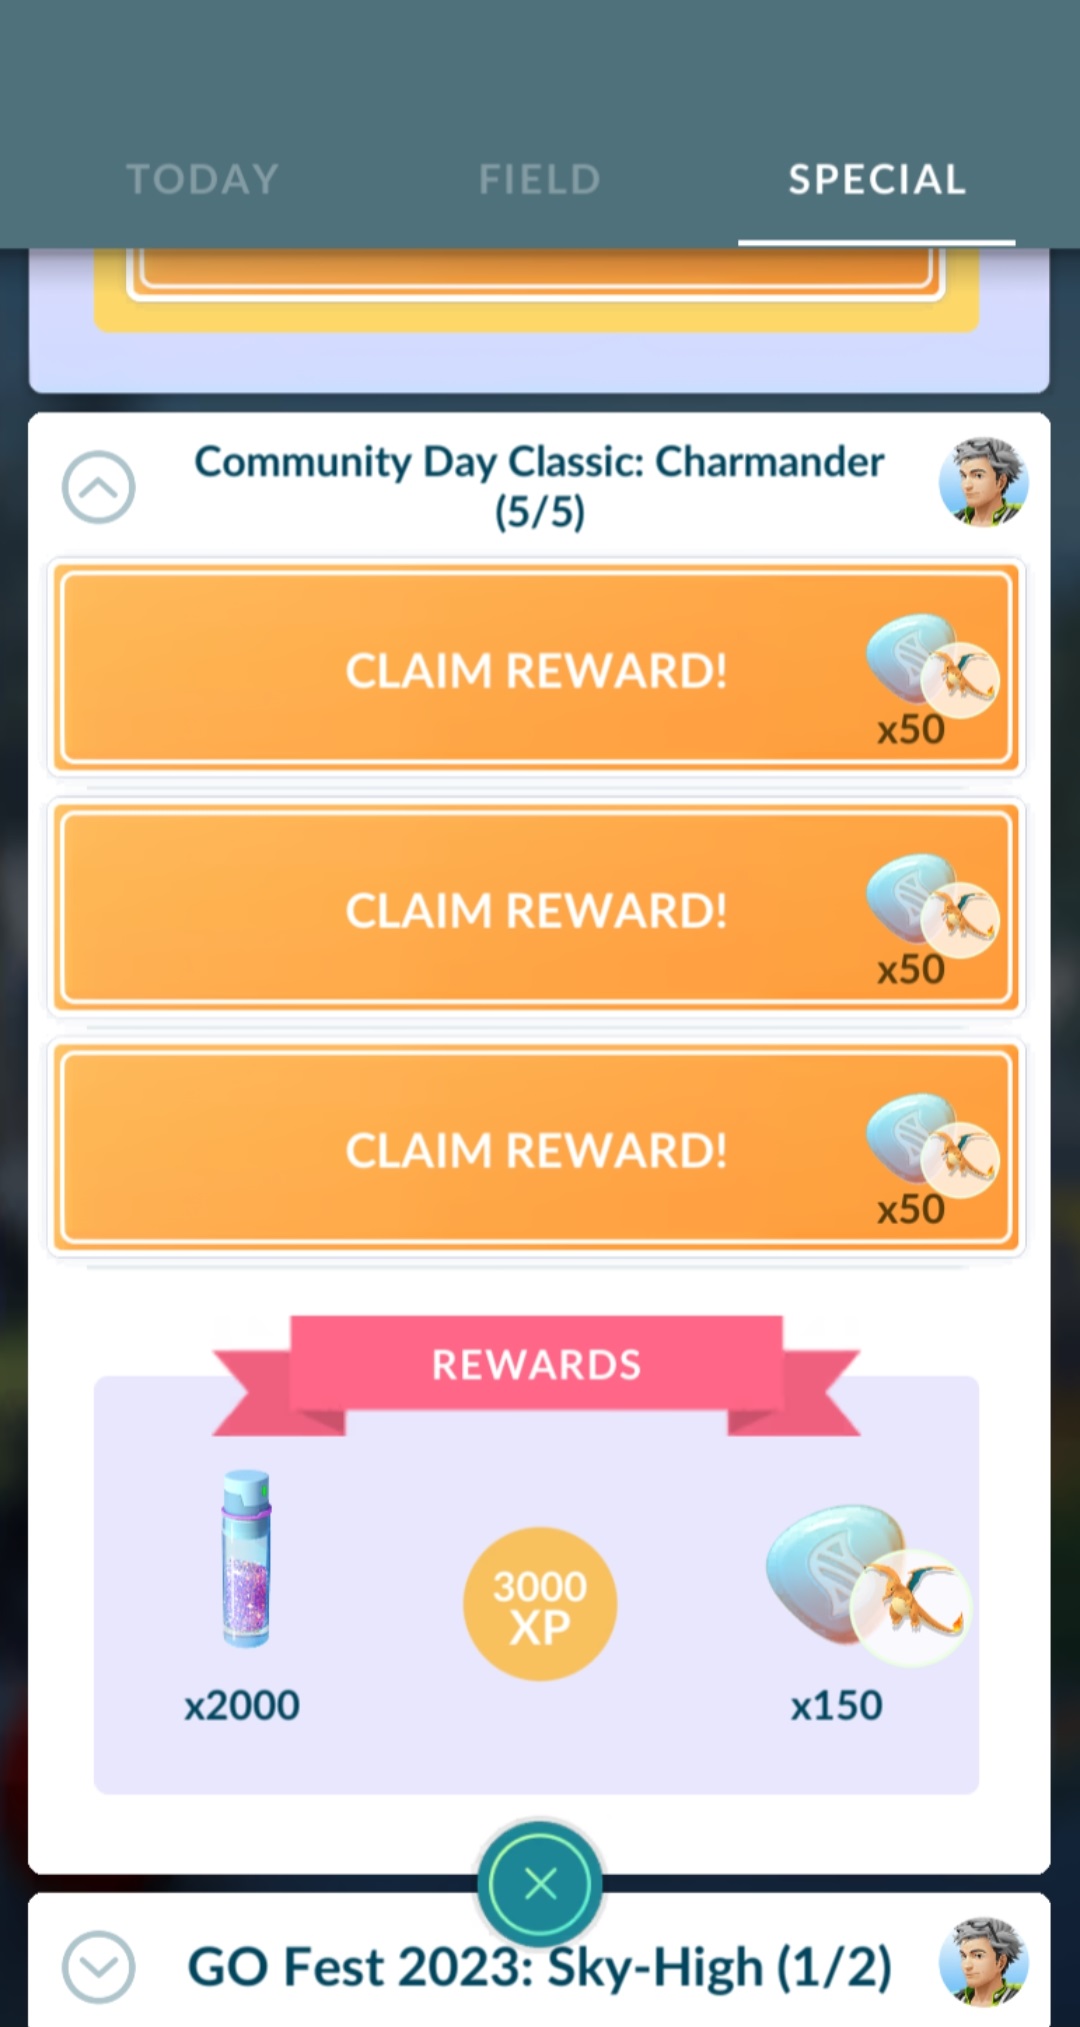 TODAY
FIELD
SPECIAL
Community Day Classic: Charmander
(5/5)
CLAIM REWARD!
x50
CLAIM REWARD!
x50
CLAIM REWARD!
x50
REWARDS
3000
XP
x2000
x150
GO Fest 2023: Sky-High (1/2)